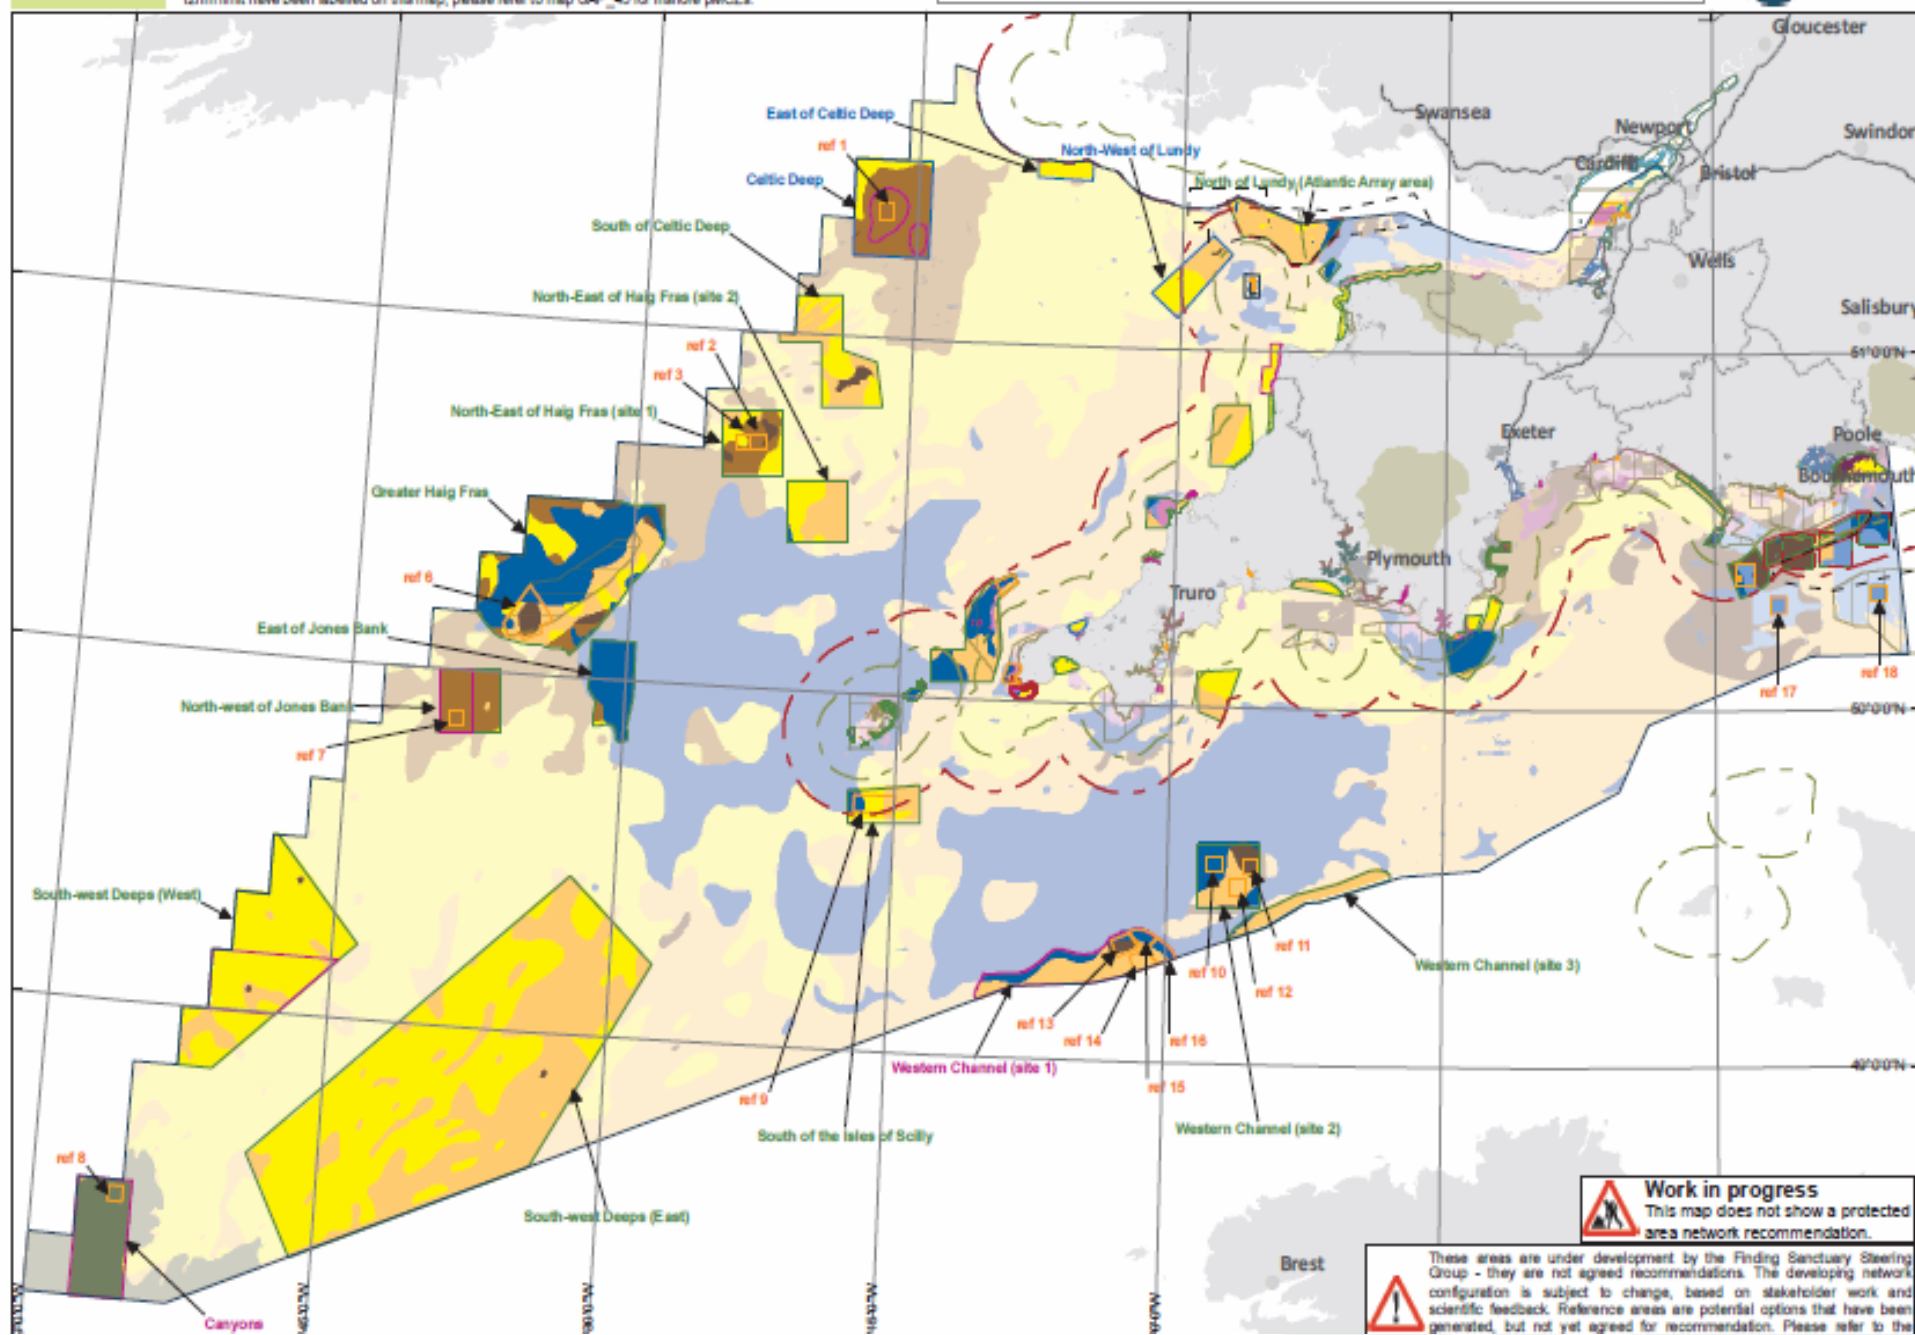 Gloucester
Swansea
Newport
Swindon
Cardiff
Bristol
East of Celtic Deep
ref 1
North-West of Lundy
Celtic Deep
North of Lundy (Atlantic Array area)
South of Celtic Deep
Wells
North-East of Haig Fras (site 2)
Salisbury
ref 2
51°0'0"N
ref 3
North-East of Haig Fras (site 1)
Exeter
Poole
Bournemouth
Greater Haig Fras
Plymouth
ref 6
Truro
East of Jones Bank
ref 18
ref 17
North-west of Jones Bank
50°0'0"N
ref 7
South-west Deeps (West)
ref 11
Western Channel (site 3)
ref 10
ref 12
ref 13
ref 14
ref 16
Western Channel (site 1)
49°0'0"N
ref 15
ref 9
South of the Isles of Scilly
Western Channel (site 2)
ref 8
South-west Deeps (East)
Canyons
Brest
Work in progress
This map does not show a protected
area network recommendation.
These areas are under development by the Finding Sanctuary Steering
Group - they are not agreed recommendations. The developing network
configuration is subject to change, based on stakeholder work and
scientific feedback. Reference areas are potential options that have been
generated, but not yet agreed for recommendation. Please refer to the